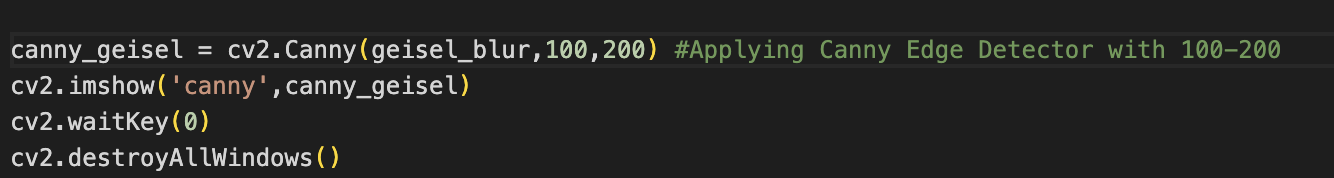 canny_geisel = cv2.Canny(geisel_blur,100,200) #Applying Canny Edge Detector with 100-200
cv2.imshow('canny',canny_geisel)
cv2.waitKey(0)
cv2.destroyAllWindows()